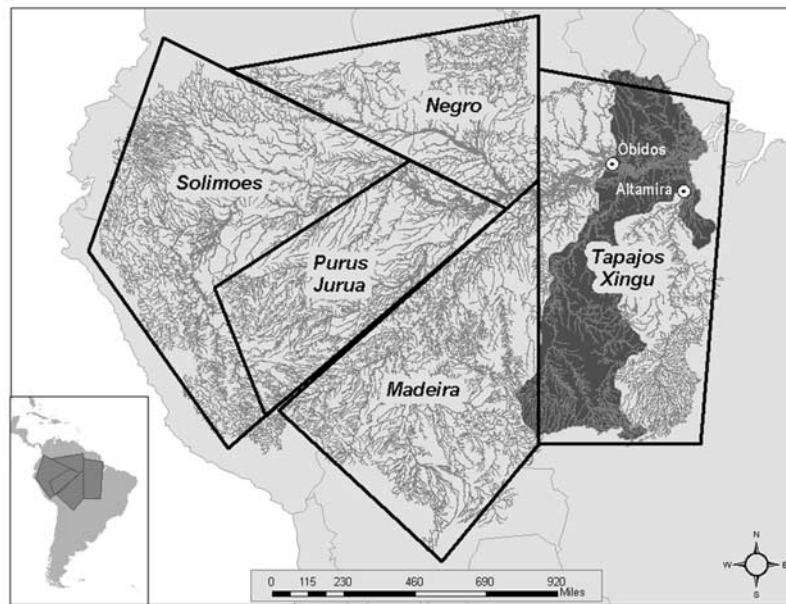 Negro
Óbidos
Solimoes
Altamira
Purus
Jurua
Tapajos
Xingu
Madeira
N
W
E
S
0 115 230 460 690 920
Miles